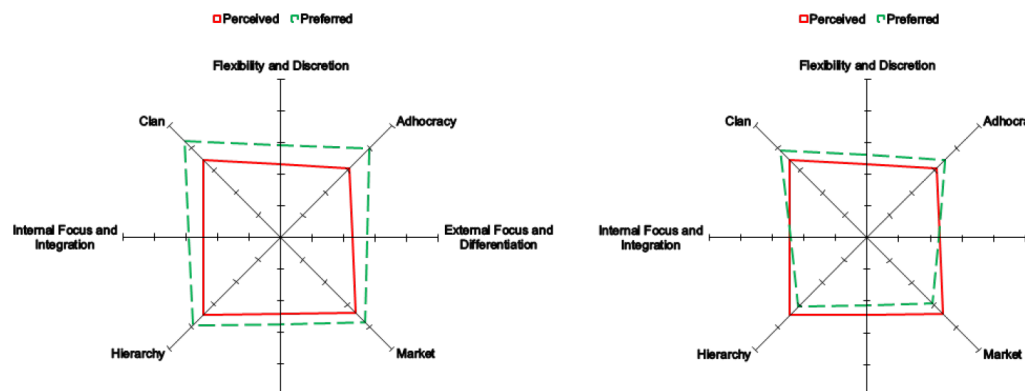 Perceived Preferred
Flexibility and Discretion
Clan
Adhocracy
Internal Focus and
Integration
External Focus and
Differentiation
Hierarchy
Market
Perceived Preferred
Flexibility and Discretion
Clan
Adhocra
Internal Focus and
Integration
Hierarchy
Market